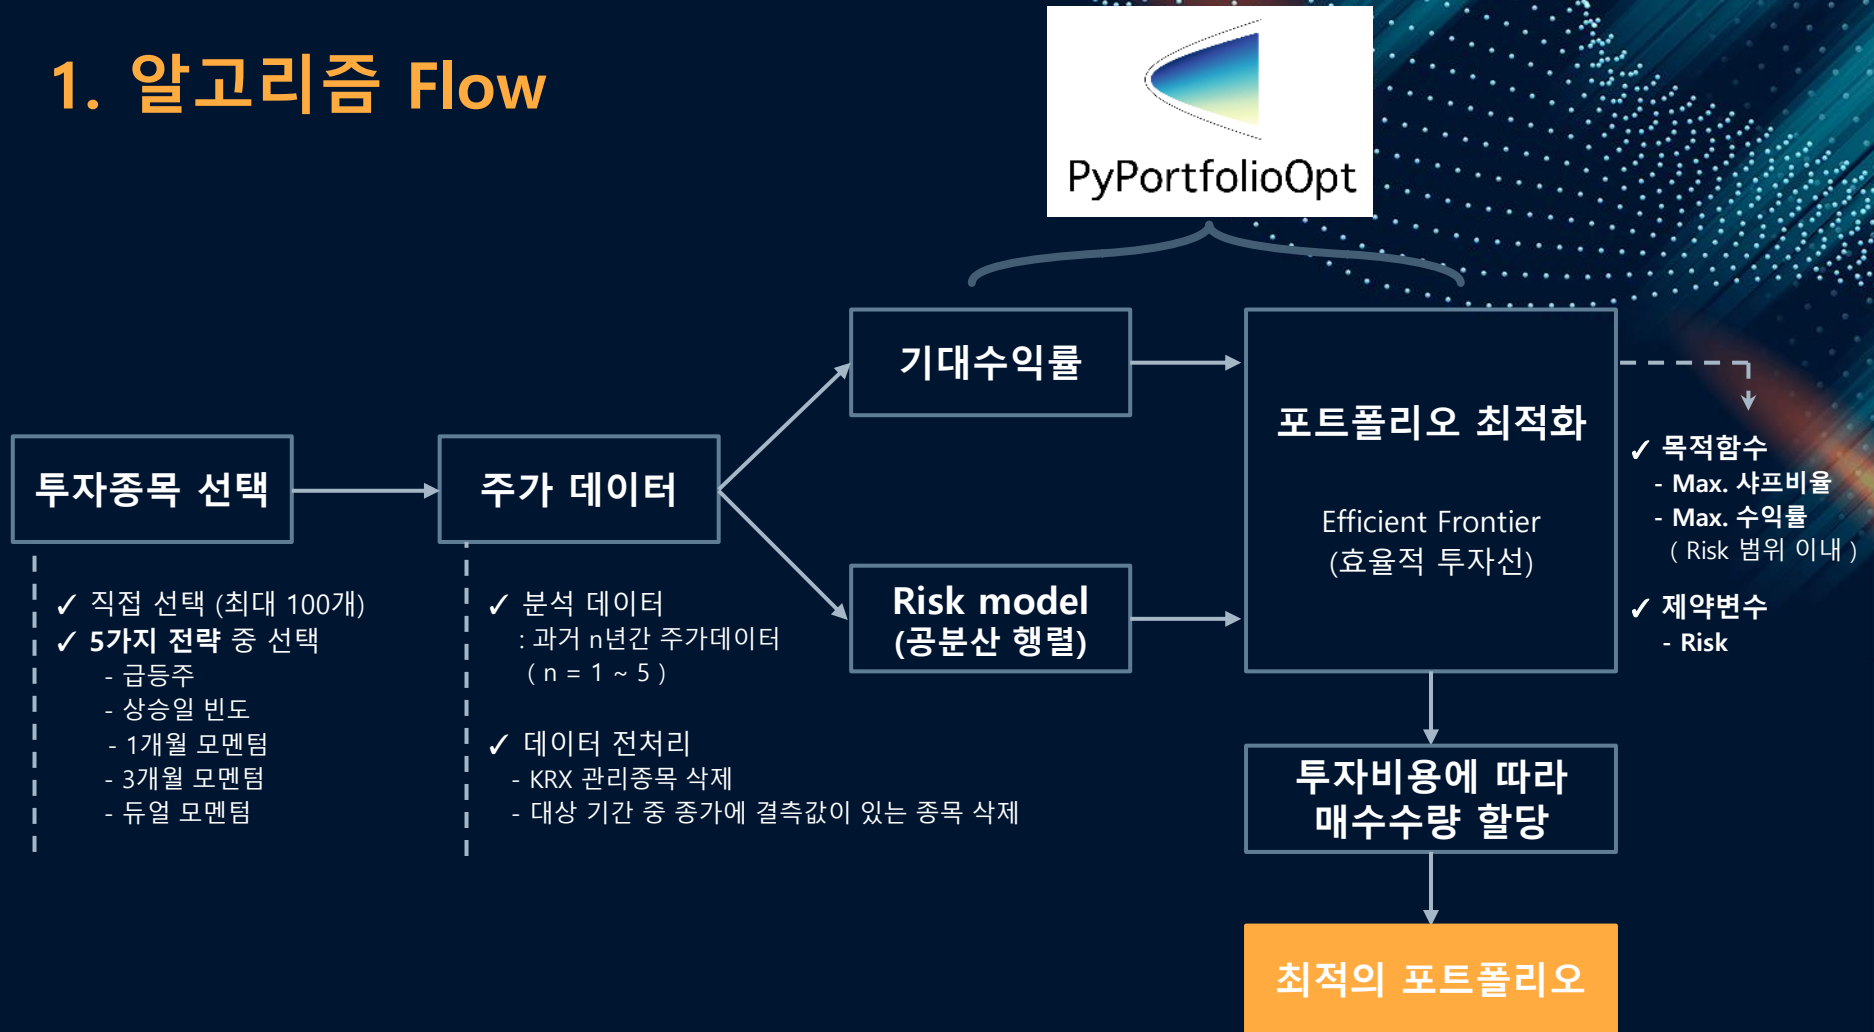 1. 알고리즘 Flow
PyPortfolioOpt
투자종목 선택
✓ 직접 선택 (최대 100개)
✓ 5가지 전략 중 선택
- 급등주
- 상승일 빈도
- 1개월 모멘텀
- 3개월 모멘텀
- 듀얼 모멘텀
주가 데이터
✓ 분석 데이터
: 과거 n년간 주가데이터
( n = 1 ~ 5 )
✓ 데이터 전처리
- KRX 관리종목 삭제
- 대상 기간 중 종가에 결측값이 있는 종목 삭제
기대수익률
Risk model
(공분산 행렬)
포트폴리오 최적화
Efficient Frontier
(효율적 투자선)
✓ 목적함수
- Max. 샤프비율
- Max. 수익률
( Risk 범위 이내 )
✓ 제약변수
- Risk
투자비용에 따라
매수수량 할당
최적의 포트폴리오